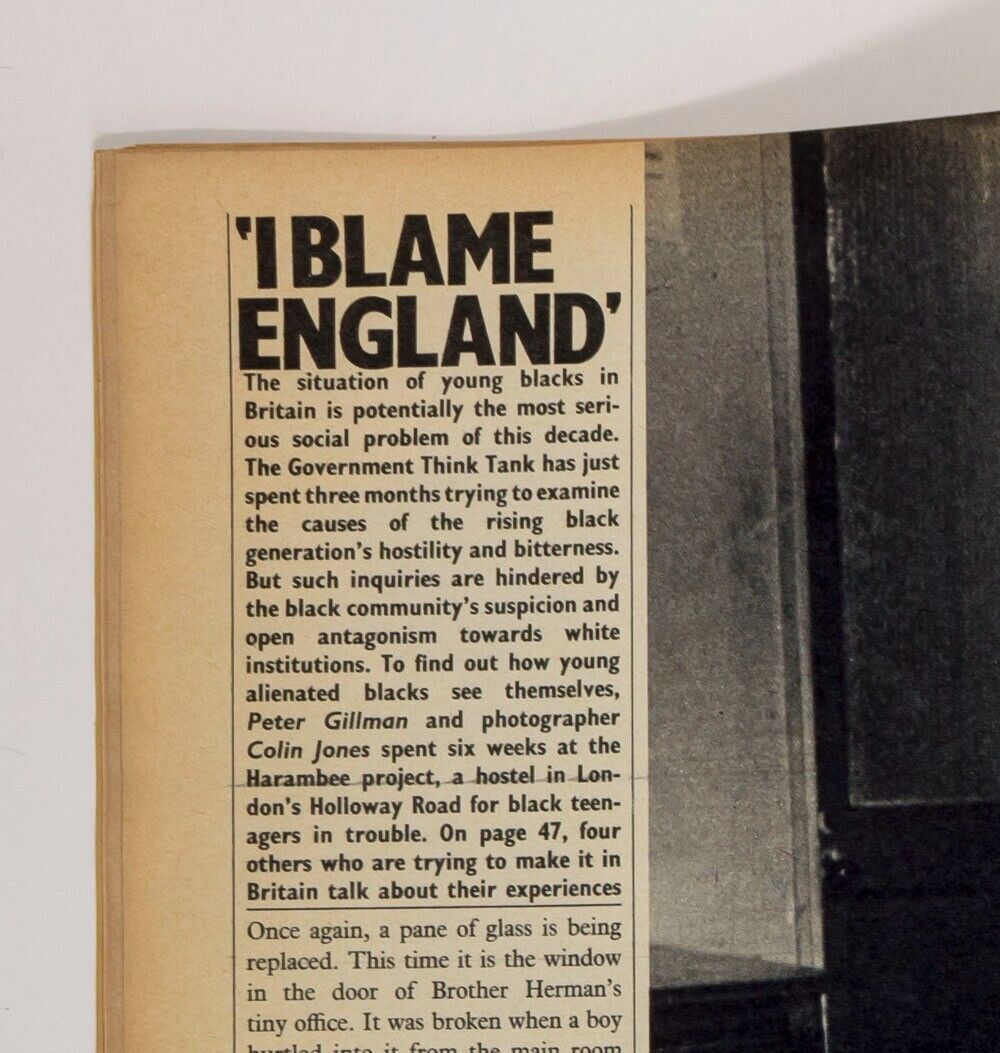 ‘I BLAME
ENGLAND’
The situation of young blacks in
Britain is potentially the most seri-
ous social problem of this decade.
The Government Think Tank has just
spent three months trying to examine
the causes of the rising black
generation’s hostility and bitterness.
But such inquiries are hindered by
the black community’s suspicion and
open antagonism towards white
institutions. To find out how young
alienated blacks see themselves,
Peter Gillman and photographer
Colin Jones spent six weeks at the
Harambee project, a hostel in Lon-
don’s Holloway Road for black teen-
agers in trouble. On page 47, four
others who are trying to make it in
Britain talk about their experiences
Once again, a pane of glass is being
replaced. This time it is the window
in the door of Brother Herman’s
tiny office. It was broken when a boy
hurtled into it from the main room